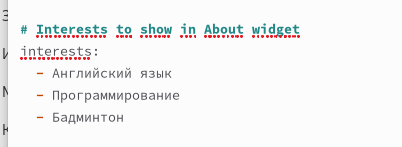 # Interests to show in About widget
interests:
- Английский язык
- Программирование
- Бадминтон